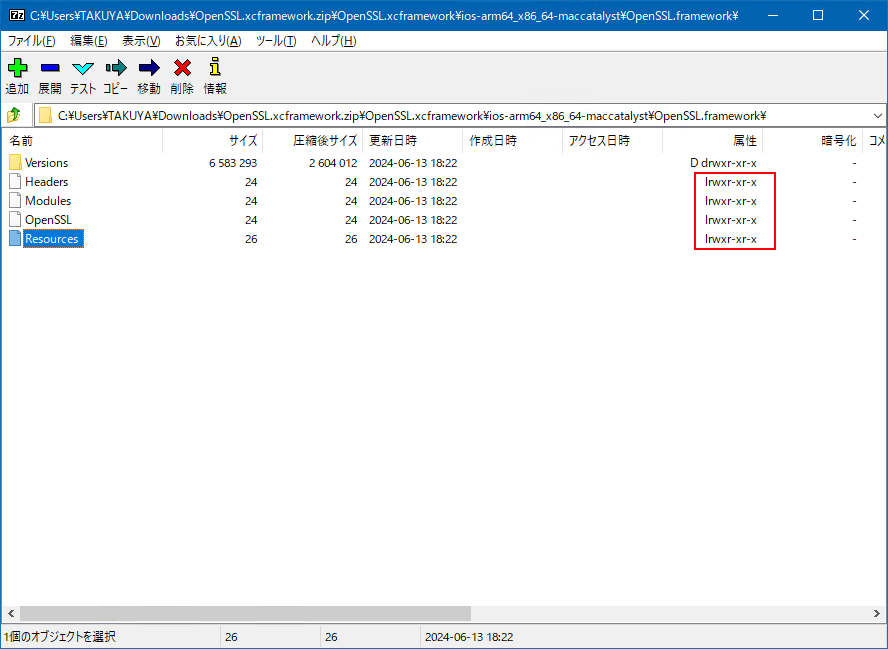 C:¥Users¥TAKUYA¥Downloads¥OpenSSL.xcframework.zip¥OpenSSL.xcframework¥ios-arm64_x86_64-maccatalyst¥OpenSSL.framework¥
ファイル(F) 編集(E) 表示(V) お気に入り(A) ツール(T) ヘルプ(H)
追加 展開 テスト コピー 移動 削除 情報
C:¥Users¥TAKUYA¥Downloads¥OpenSSL.xcframework.zip¥OpenSSL.xcframework¥ios-arm64_x86_64-maccatalyst¥OpenSSL.framework¥
名前 サイズ 圧縮後サイズ 更新日時 作成日時 アクセス日時 属性 暗号化 コメ
Versions 6 583 293 2 604 012 2024-06-13 18:22 D drwxr-xr-x -
Headers 24 24 2024-06-13 18:22 lrwxr-xr-x -
Modules 24 24 2024-06-13 18:22 lrwxr-xr-x -
OpenSSL 24 24 2024-06-13 18:22 lrwxr-xr-x -
Resources 26 26 2024-06-13 18:22 lrwxr-xr-x -
1個のオブジェクトを選択 26 26 2024-06-13 18:22